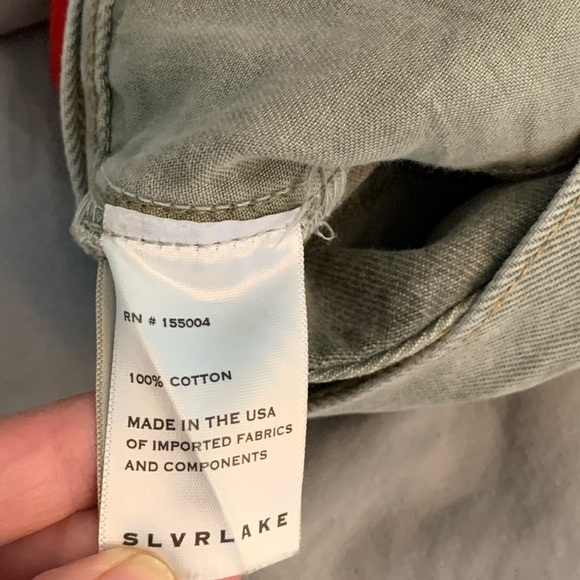 RN # 155004
100% COTTON
MADE IN THE USA
OF IMPORTED FABRICS
AND COMPONENTS
SLVRLAKE